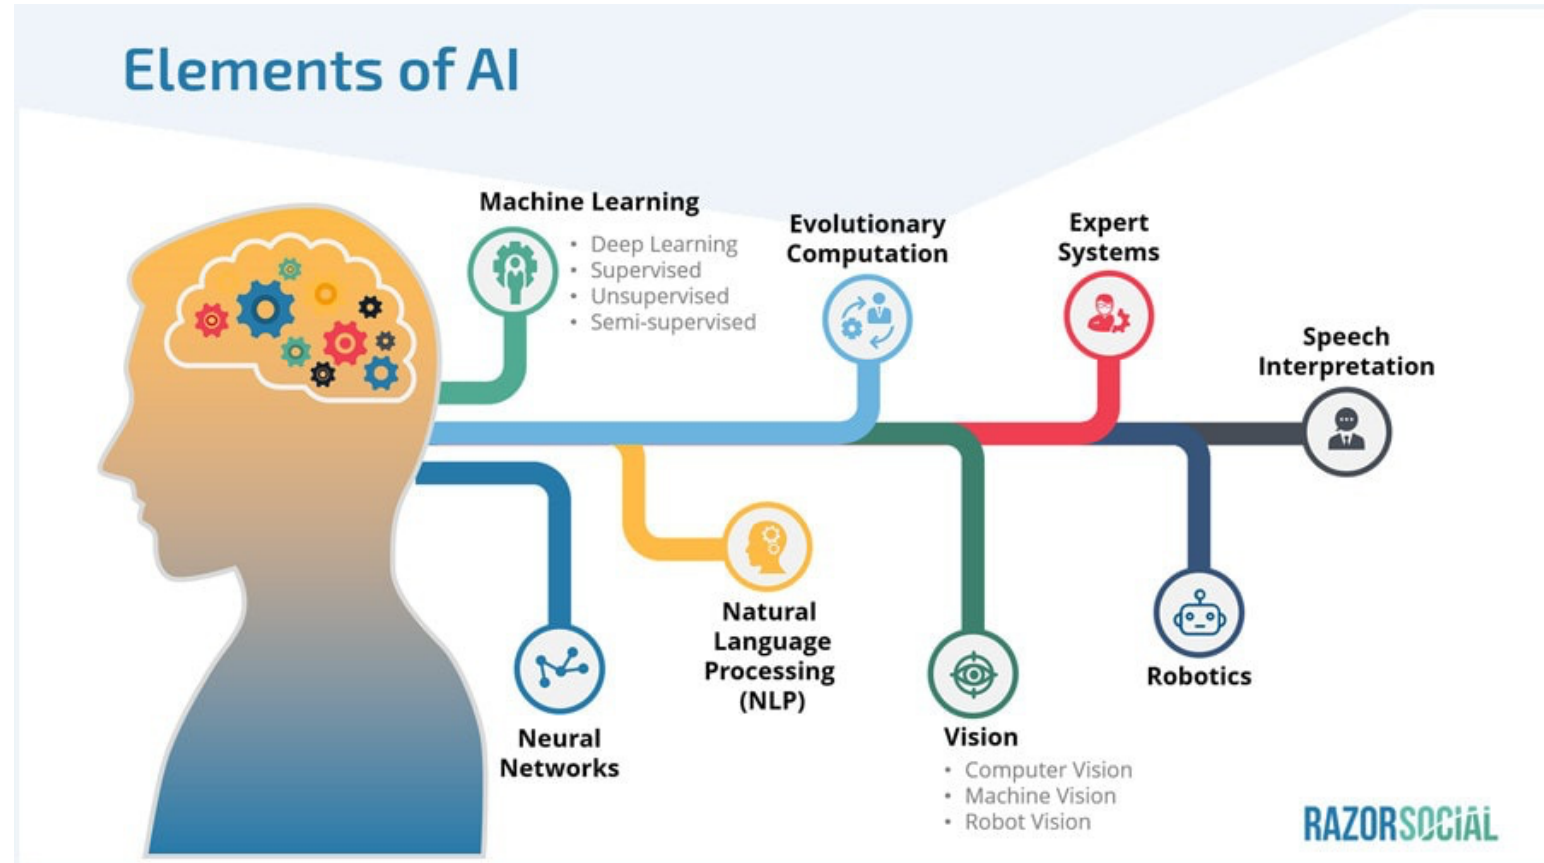 Elements of AI
Machine Learning
• Deep Learning
• Supervised
• Unsupervised
• Semi-supervised
Evolutionary
Computation
Expert
Systems
Speech
Interpretation
Neural
Networks
Natural
Language
Processing
(NLP)
Vision
• Computer Vision
• Machine Vision
• Robot Vision
Robotics
RAZORSOCIAL